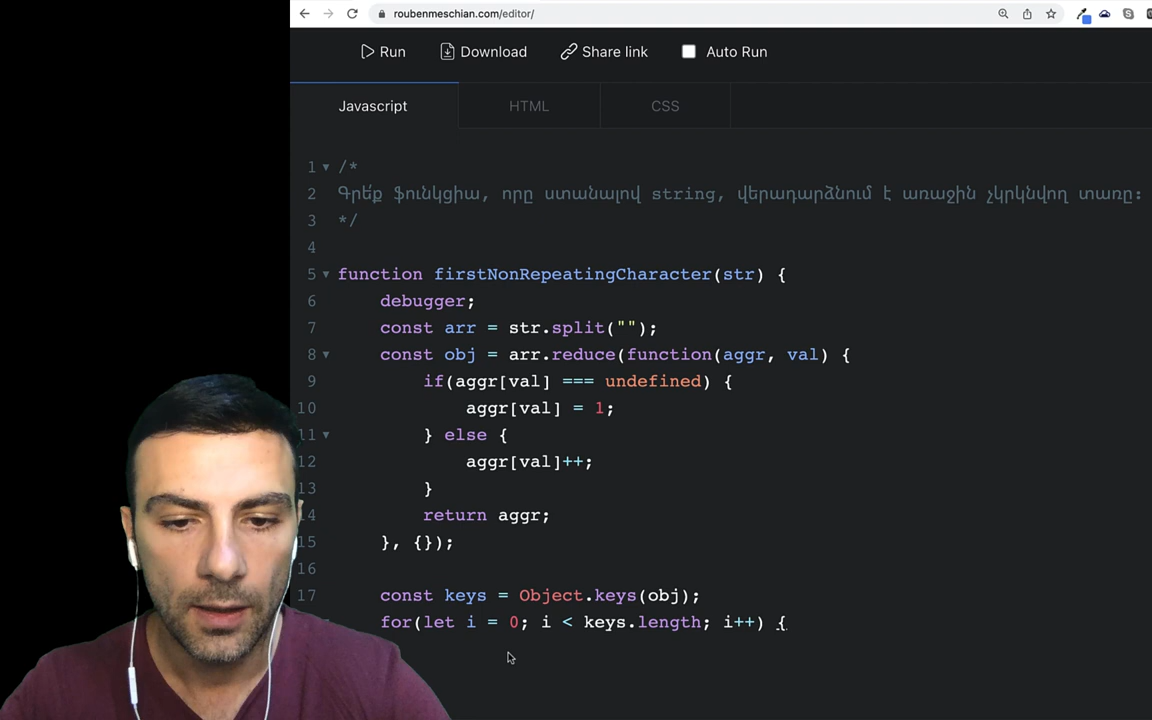 roubenmeschian.com/editor/
Run Download Share link Auto Run
Javascript HTML CSS
1 /*
2 Գրե՛ք ֆունկցիա, որը ստանալով string, վերադարձնում է առաջին չկրկնվող տառը:
3 */
4
5 function firstNonRepeatingCharacter(str) {
6 debugger;
7 const arr = str.split("");
8 const obj = arr.reduce(function(aggr, val) {
9 if(aggr[val] === undefined) {
10 aggr[val] = 1;
11 } else {
12 aggr[val]++;
13 }
14 return aggr;
15 }, {});
16
17 const keys = Object.keys(obj);
for(let i = 0; i < keys.length; i++) {